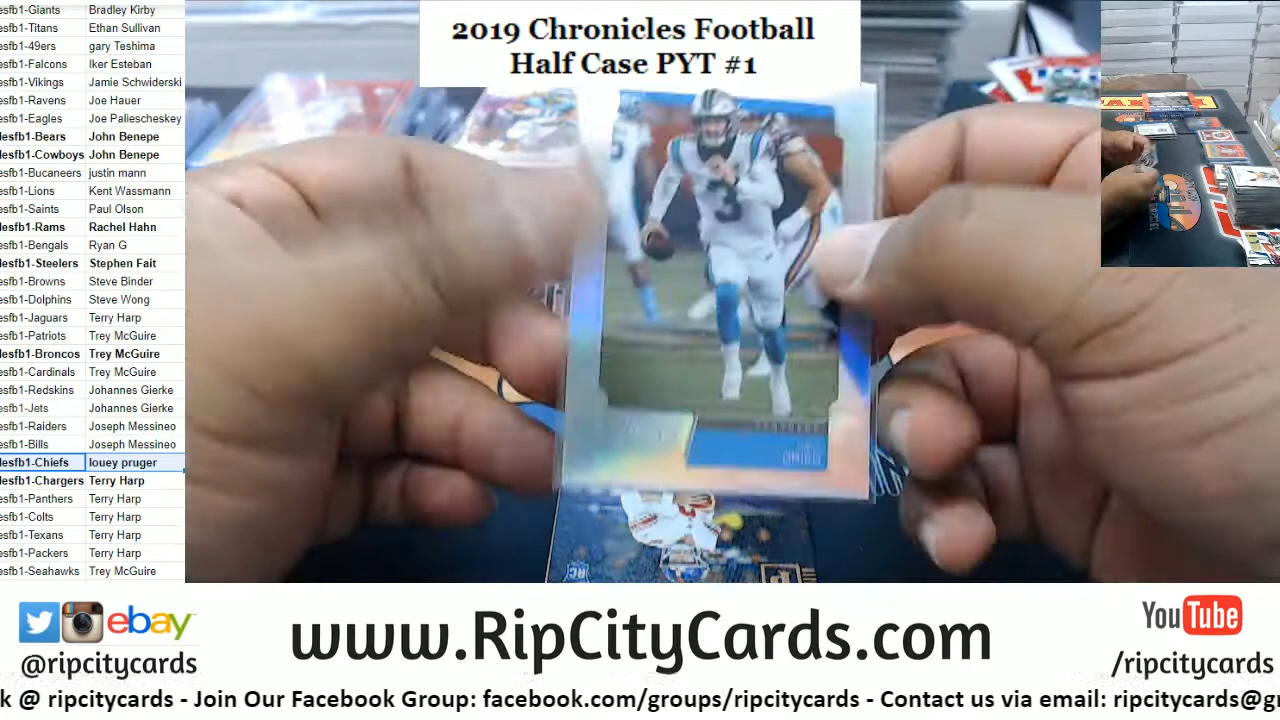 2019 Chronicles Football
Half Case PYT #1
esfb1-Giants Bradley Kirby
esfb1-Titans Ethan Sullivan
esfb1-49ers gary Teshima
esfb1-Falcons Iker Esteban
esfb1-Vikings Jamie Schwiderski
esfb1-Ravens Joe Hauer
esfb1-Eagles Joe Paliescheskey
lesfb1-Bears John Benepe
lesfb1-Cowboys John Benepe
esfb1-Bucaneers justin mann
esfb1-Lions Kent Wassmann
esfb1-Saints Paul Olson
lesfb1-Rams Rachel Hahn
esfb1-Bengals Ryan G
lesfb1-Steelers Stephen Fait
esfb1-Browns Steve Binder
esfb1-Dolphins Steve Wong
esfb1-Jaguars Terry Harp
esfb1-Patriots Trey McGuire
lesfb1-Broncos Trey McGuire
esfb1-Cardinals Trey McGuire
esfb1-Redskins Johannes Gierke
esfb1-Jets Johannes Gierke
esfb1-Raiders Joseph Messineo
esfb1-Bills Joseph Messineo
lesfb1-Chiefs louey pruger
lesfb1-Chargers Terry Harp
esfb1-Panthers Terry Harp
esfb1-Colts Terry Harp
esfb1-Texans Terry Harp
esfb1-Packers Terry Harp
esfb1-Seahawks Trey McGuire
3
RC
ebay
@ripcitycards
www.RipCityCards.com
YouTube
/ripcitycards
k @ ripcitycards - Join Our Facebook Group: facebook.com/groups/ripcitycards - Contact us via email: ripcitycards@g